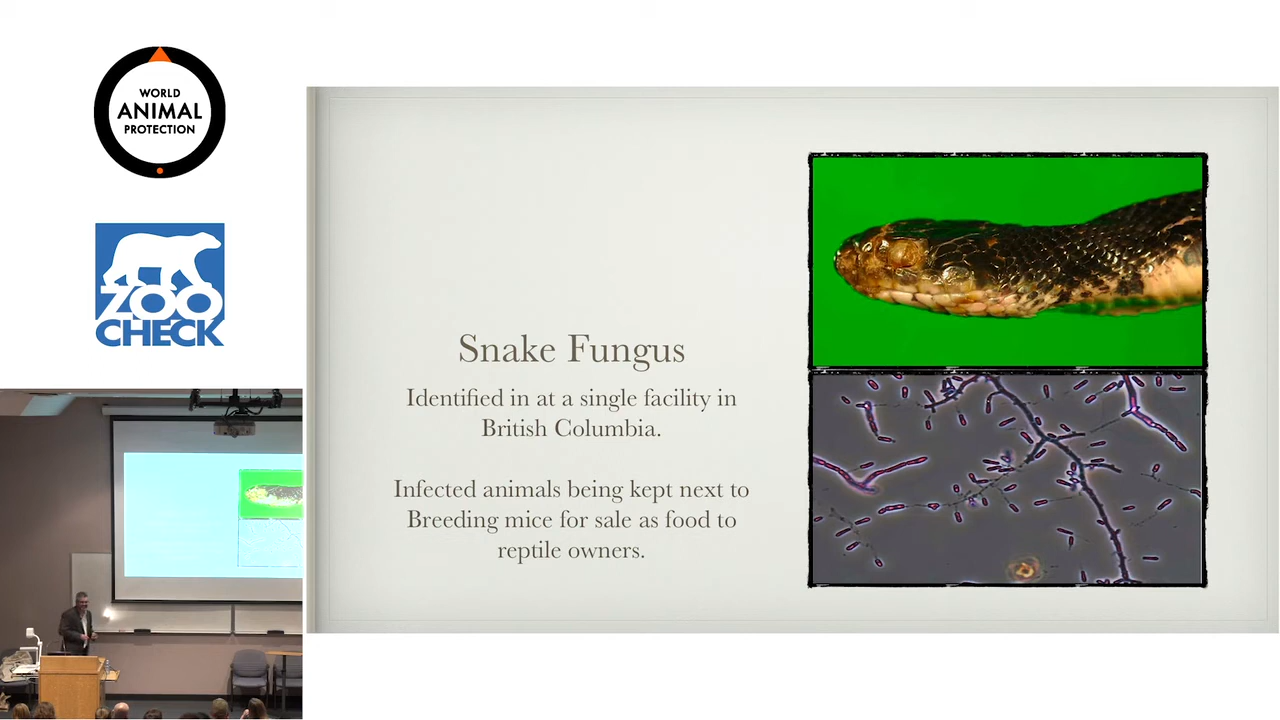 WORLD
ANIMAL
PROTECTION
ZOO
CHECK
Snake Fungus
Identified in at a single facility in
British Columbia.
Infected animals being kept next to
Breeding mice for sale as food to
reptile owners.